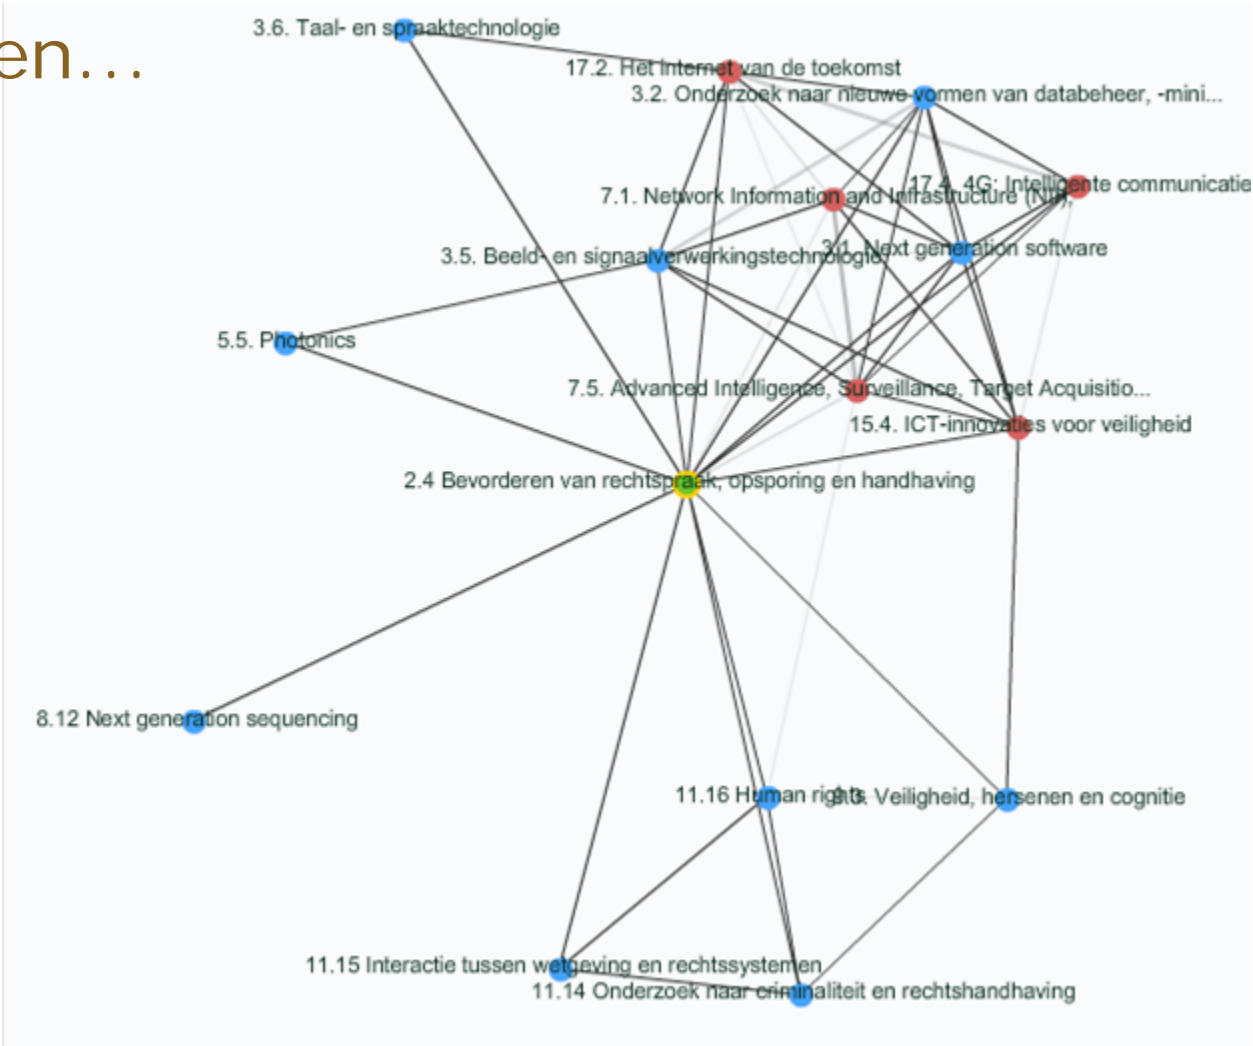 en...
3.6. Taal- en spraaktechnologie
17.2. Het internet van de toekomst
3.2. Onderzoek naar nieuwe vormen van databeheer, -mini...
17.4. 4G: Intelligente communicatie
7.1. Network Information and Infrastructure (NII),
3.1. Next generation software
3.5. Beeld- en signaalverwerkingstechnologie
5.5. Photonics
7.5. Advanced Intelligence, Surveillance, Target Acquisitio...
15.4. ICT-innovaties voor veiligheid
2.4 Bevorderen van rechtspraak, opsporing en handhaving
8.12 Next generation sequencing
11.16 Human rights
Veiligheid, hersenen en cognitie
11.15 Interactie tussen wetgeving en rechtssystemen
11.14 Onderzoek naar criminaliteit en rechtshandhaving